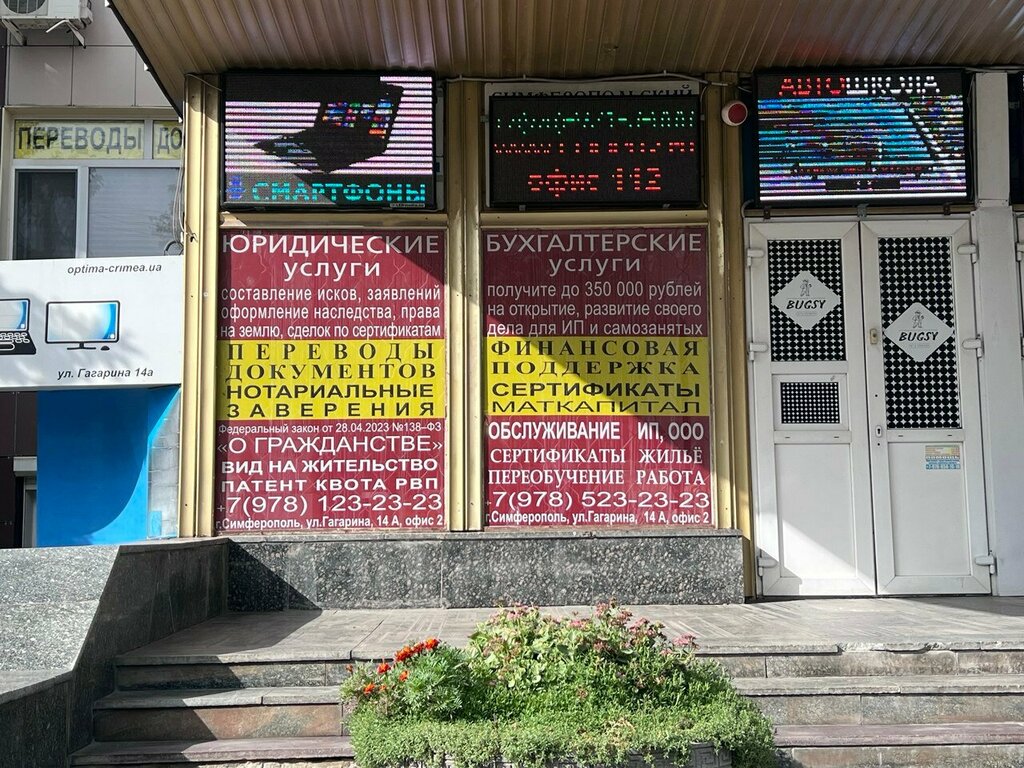 ПЕРЕВОДЫ ДО
optima-crimea.ua
ул. Гагарина 14а
СМАРТФОНЫ
офис 112
АВТОШКОЛА
ЮРИДИЧЕСКИЕ
услуги
составление исков, заявлений
оформление наследства, права
на землю, сделок по сертификатам
ПЕРЕВОДЫ
ДОКУМЕНТОВ
НОТАРИАЛЬНЫЕ
ЗАВЕРЕНИЯ
Федеральный закон от 28.04.2023 №138–ФЗ
«О ГРАЖДАНСТВЕ»
ВИД НА ЖИТЕЛЬСТВО
ПАТЕНТ КВОТА РВП
+7(978) 123-23-23
г.Симферополь, ул.Гагарина, 14 А, офис 2
БУХГАЛТЕРСКИЕ
услуги
получите до 350 000 рублей
на открытие, развитие своего
дела для ИП и самозанятых
ФИНАНСОВАЯ
ПОДДЕРЖКА
СЕРТИФИКАТЫ
МАТКАПИТАЛ
ОБСЛУЖИВАНИЕ ИП, ООО
СЕРТИФИКАТЫ ЖИЛЬЁ
ПЕРЕОБУЧЕНИЕ РАБОТА
+7(978) 523-23-23
г.Симферополь, ул.Гагарина, 14 А, офис 2
BUGSY
BUGSY